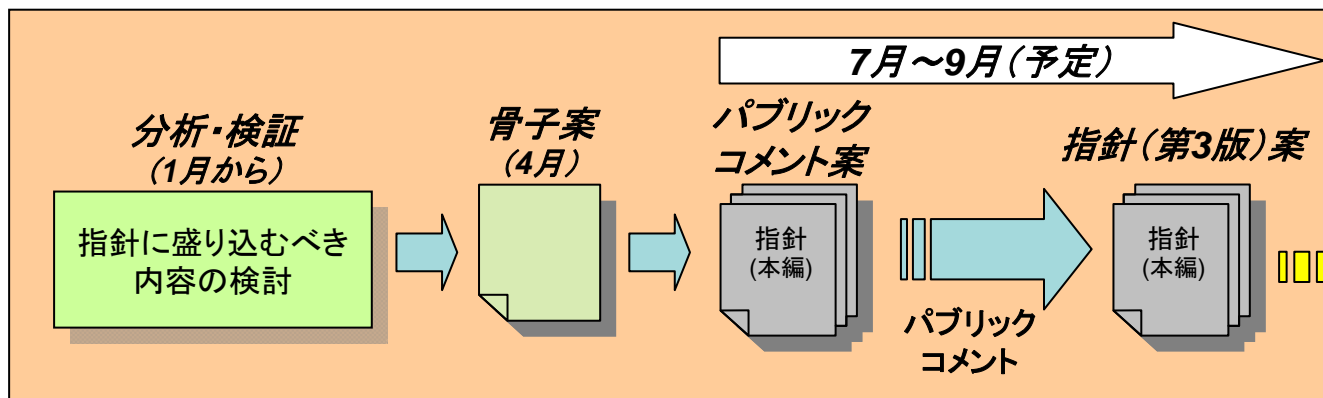 7月～9月(予定)
分析・検証
(1月から)
指針に盛り込むべき
内容の検討
骨子案
(4月)
パブリック
コメント案
指針
(本編)
パブリック
コメント
指針(第3版)案
指針
(本編)